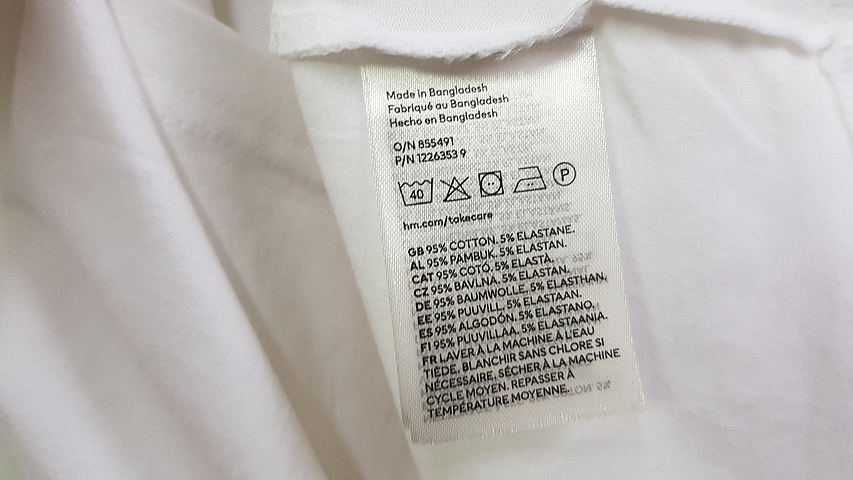 Made in Bangladesh
Fabriqué au Bangladesh
Hecho en Bangladesh
O/N 855491
P/N 1226353 9
40
P
hm.com/takecare
GB 95% COTTON, 5% ELASTANE.
AL 95% PAMBUK, 5% ELASTAN.
CAT 95% COTÓ, 5% ELASTÀ.
CZ 95% BAVLNA, 5% ELASTAN.
DE 95% BAUMWOLLE, 5% ELASTHAN.
EE 95% PUUVILL, 5% ELASTAAN.
ES 95% ALGODÓN, 5% ELASTANO.
FI 95% PUUVILLAA, 5% ELASTAANIA.
FR LAVER À LA MACHINE À L'EAU
TIÈDE, BLANCHIR SANS CHLORE SI
NÉCESSAIRE, SÉCHER À LA MACHINE
CYCLE MOYEN. REPASSER À
TEMPÉRATURE MOYENNE.